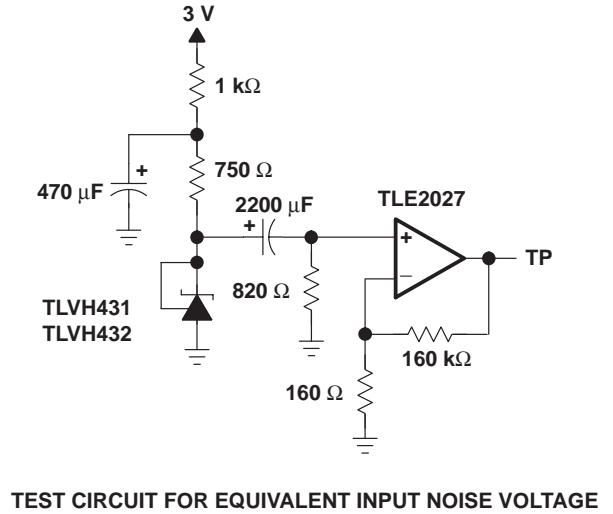 3 V
1 kΩ
+
750 Ω
470 μF
2200 μF
+
TLE2027
+
−
TP
820 Ω
TLVH431
TLVH432
160 kΩ
160 Ω
TEST CIRCUIT FOR EQUIVALENT INPUT NOISE VOLTAGE